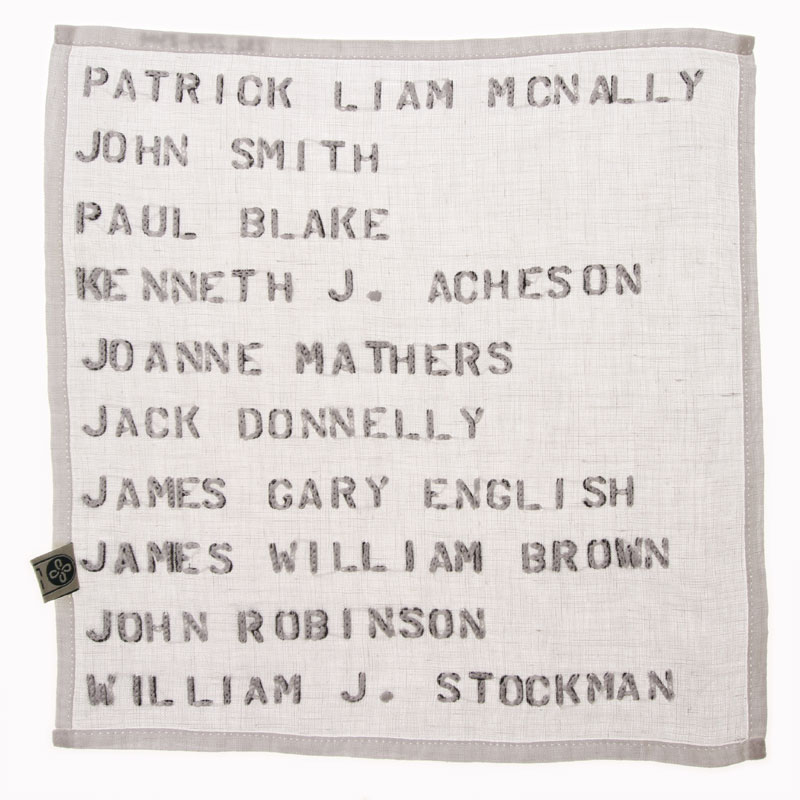 PATRICK LIAM MCNALLY
JOHN SMITH
PAUL BLAKE
KENNETH J. ACHESON
JOANNE MATHERS
JACK DONNELLY
JAMES GARY ENGLISH
JAMES WILLIAM BROWN
JOHN ROBINSON
WILLIAM J. STOCKMAN